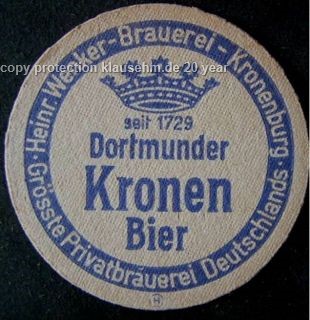 copy protection klausehm.de 20 year
Heinr. Wenker-Brauerei - Kronenburg
seit 1729
Dortmunder
Kronen
Bier
Grösste Privatbrauerei Deutschlands
H